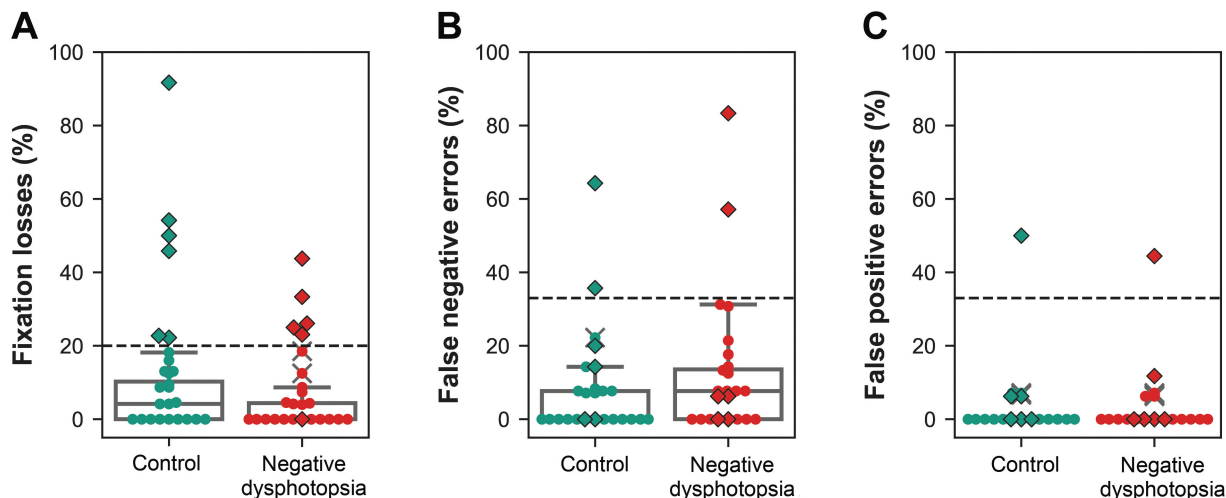 A
Fixation losses (%)
100
80
60
40
20
0
Control
Negative
dysphotopsia
B
False negative errors (%)
100
80
60
40
20
0
Control
Negative
dysphotopsia
C
False positive errors (%)
100
80
60
40
20
0
Control
Negative
dysphotopsia